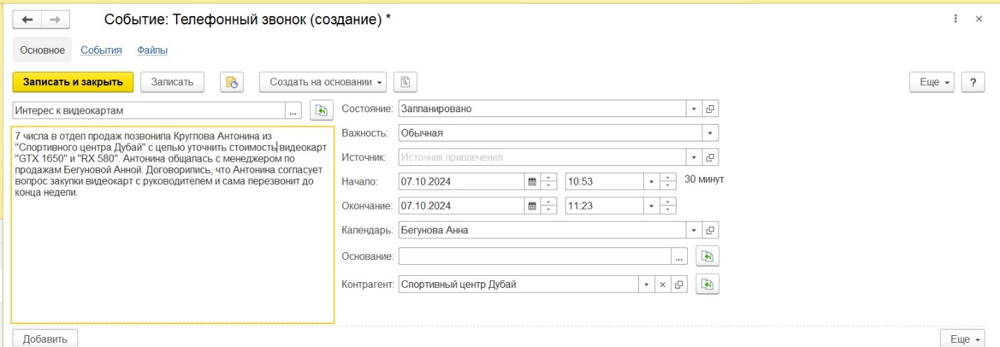 Событие: Телефонный звонок (создание) *
Основное События Файлы
Записать и закрыть Записать Создать на основании Еще ?
Интерес к видеокартам ...
7 числа в отдел продаж позвонила Круглова Антонина из
"Спортивного центра Дубай" с целью уточнить стоимость видеокарт
"GTX 1650" и "RX 580". Антонина общалась с менеджером по
продажам Бегуновой Анной. Договорились, что Антонина согласует
вопрос закупки видеокарт с руководителем и сама перезвонит до
конца недели.
Состояние: Запланировано
Важность: Обычная
Источник: Источник привлечения
Начало: 07.10.2024 10:53 30 минут
Окончание: 07.10.2024 11:23
Календарь: Бегунова Анна
Основание: ...
Контрагент: Спортивный центр Дубай
Добавить Еще